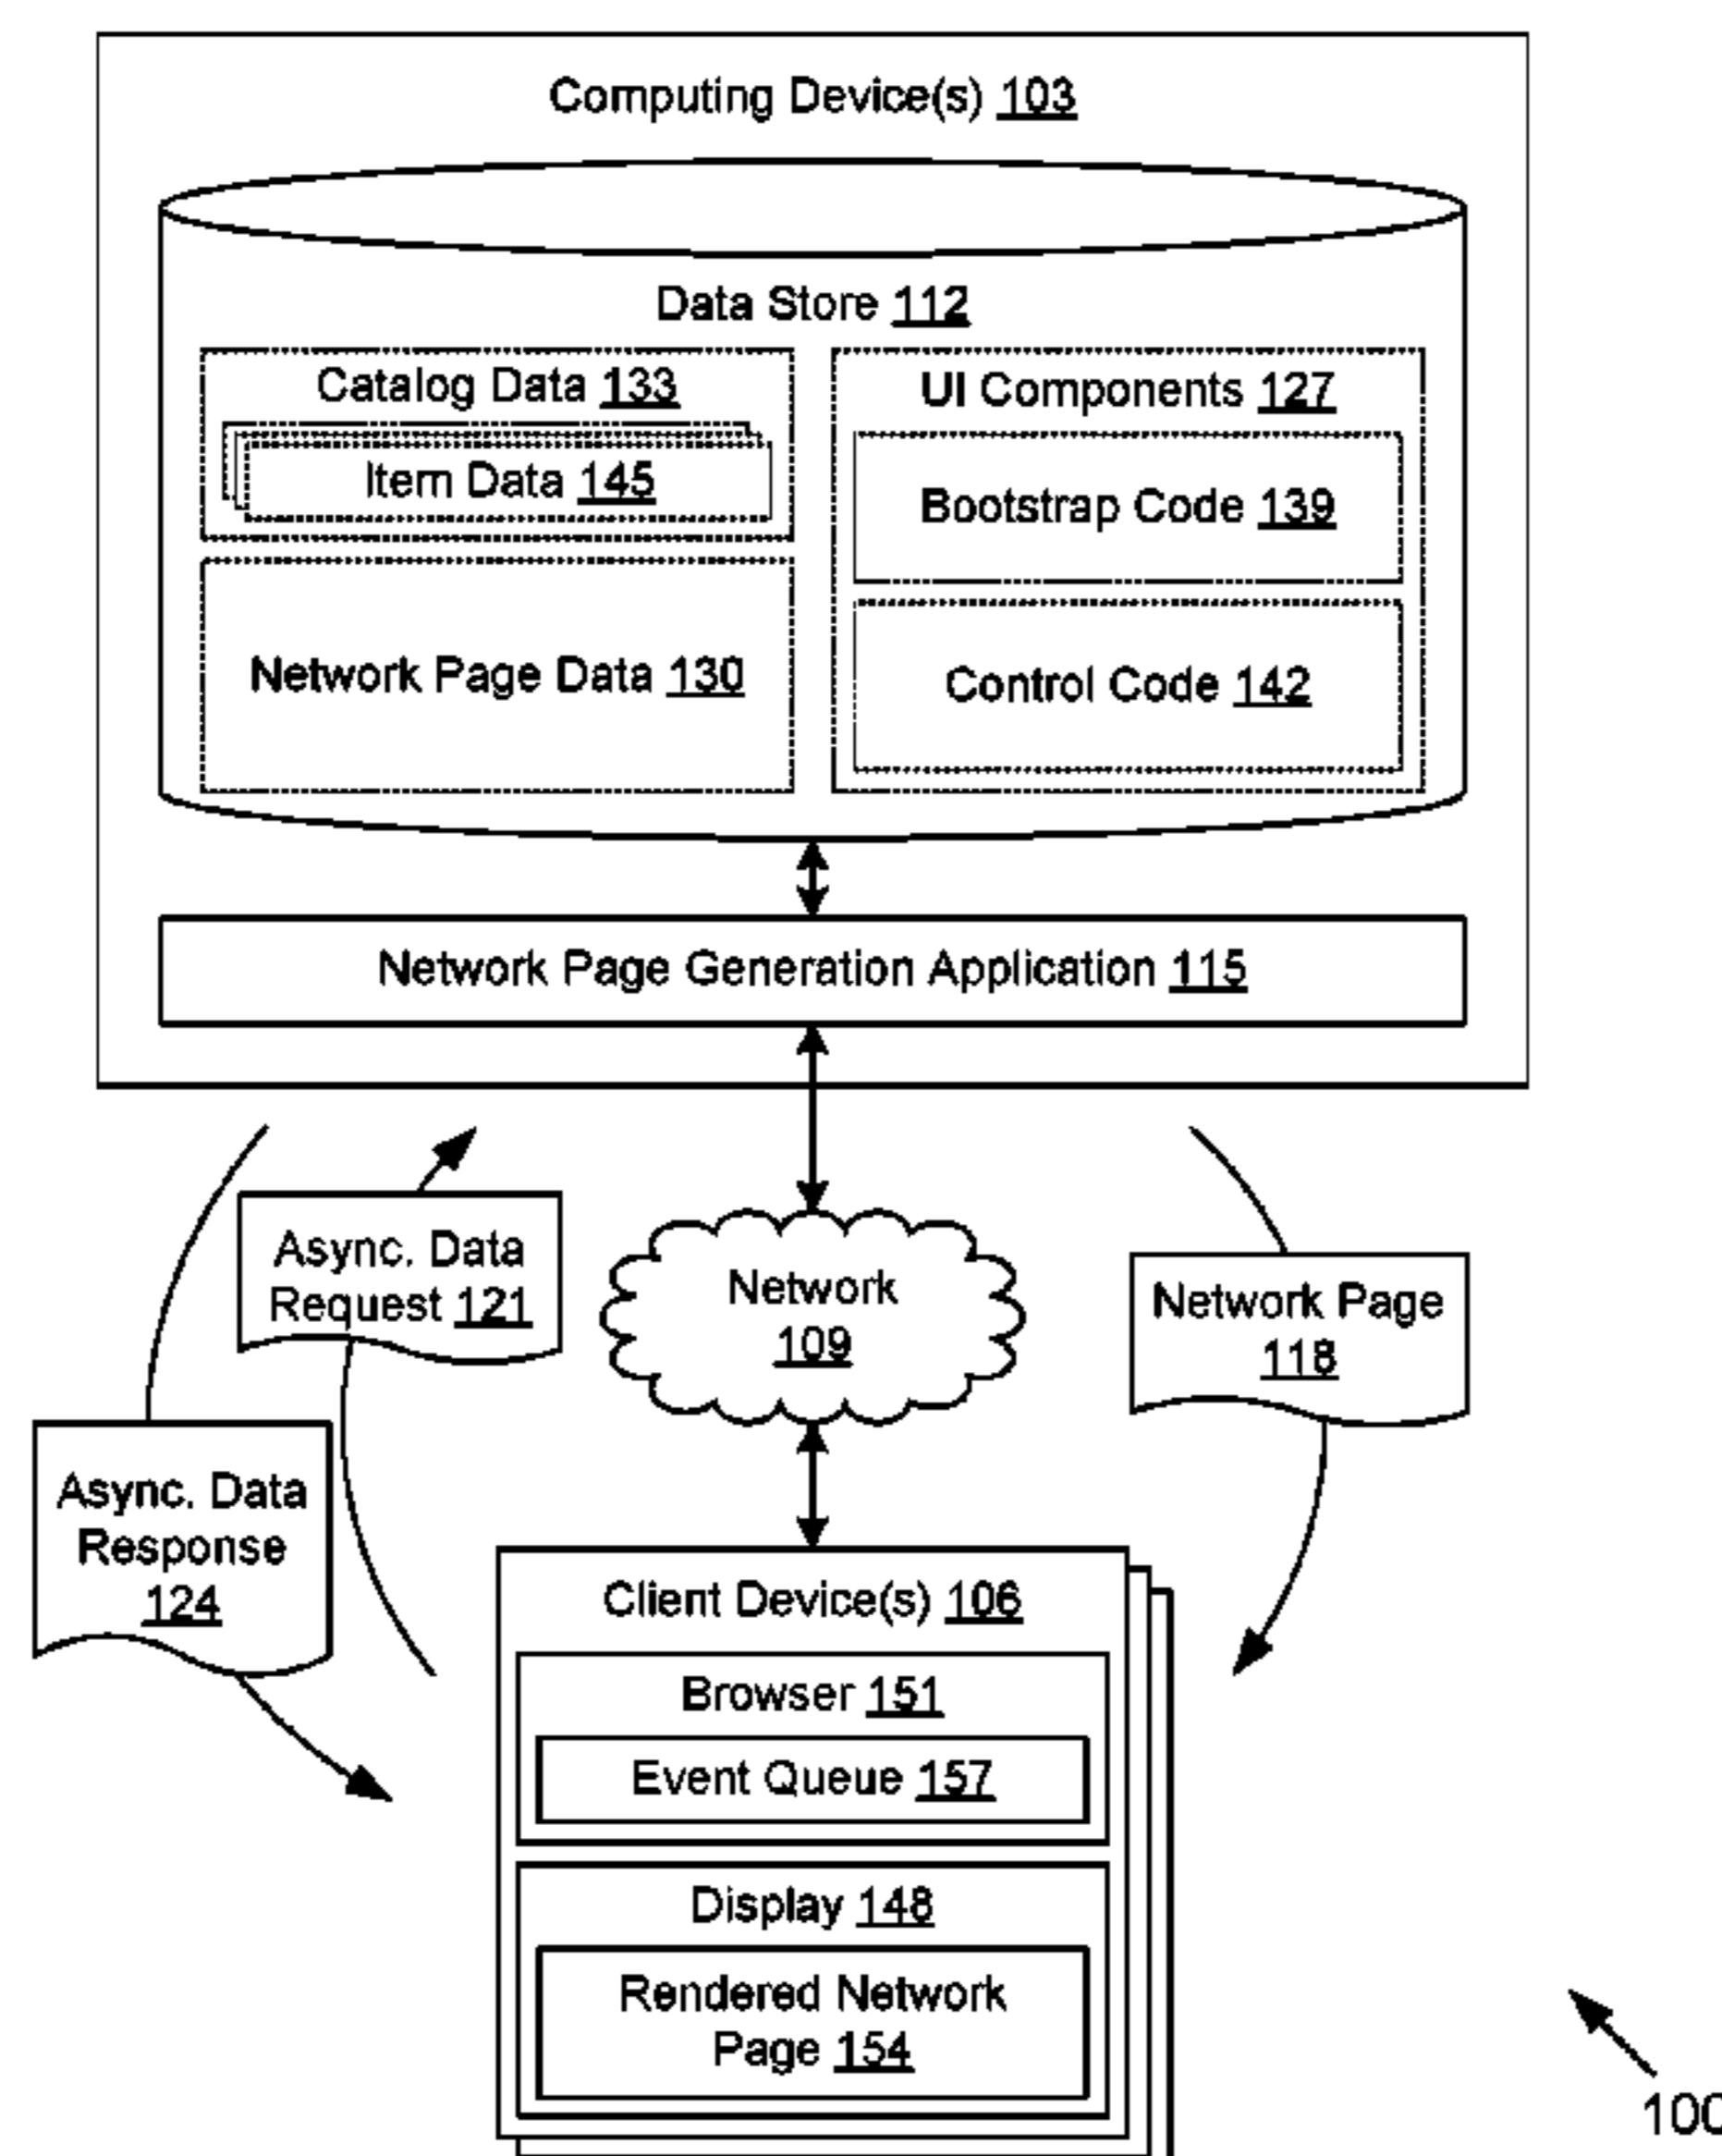 Computing Device(s) 103
Data Store 112
Catalog Data 133
Item Data 145
Network Page Data 130
UI Components 127
Bootstrap Code 139
Control Code 142
Network Page Generation Application 115
Async. Data
Request 121
Network
109
Network Page
118
Async. Data
Response
124
Client Device(s) 106
Browser 151
Event Queue 157
Display 148
Rendered Network
Page 154
100